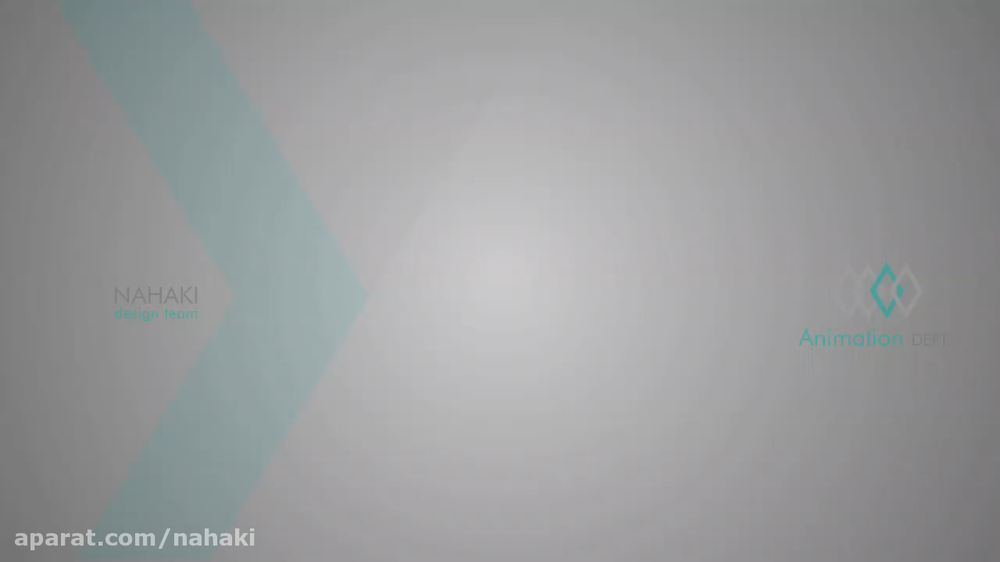 NAHAKI
design team
Animation DEPT
aparat.com/nahaki